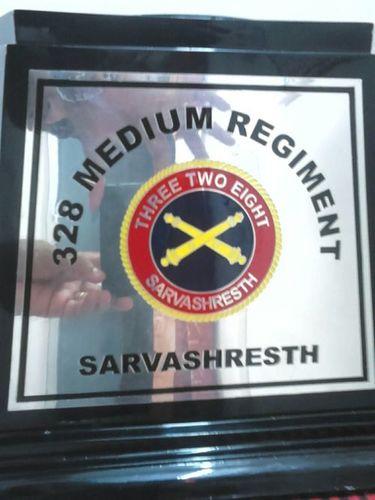 328 MEDIUM REGIMENT
THREE TWO EIGHT
SARVASHRESTH
SARVASHRESTH